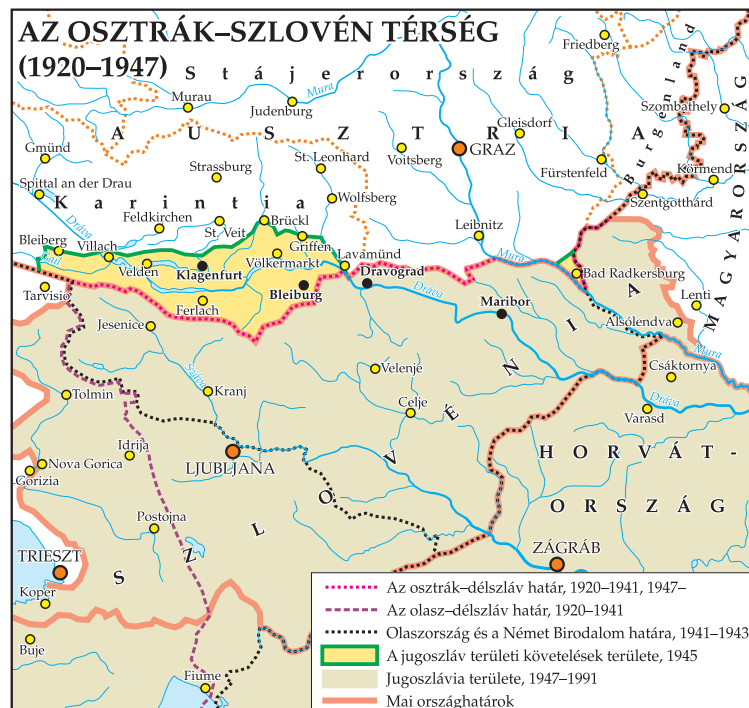 AZ OSZTRÁK–SZLOVÉN TÉRSÉG
(1920–1947)
Stájerország
Mura
Friedberg
Burgenland
Murau
Judenburg
Szombathely
AUSZTRIA
Gleisdorf
GRAZ
Voitsberg
MAGYARORSZÁG
Gmünd
St. Leonhard
Strassburg
Fürstenfeld
Körmend
Spittal an der Drau
Wolfsberg
Szentgotthárd
Karintia
Dráva
Feldkirchen
St. Veit
Brückl
Leibnitz
Bleiberg
Villach
Griffen
Mura
Gail
Velden
Klagenfurt
Völkermarkt
Lavamünd
Dravograd
Bad Radkersburg
Tarvisio
Bleiburg
Dráva
Maribor
Lenti
Ferlach
Jesenice
Alsólendva
Mura
Velenje
Csáktornya
Száva
Tolmin
Kranj
Dráva
Celje
Varasd
Idrija
HORVÁT-
ORSZÁG
LJUBLJANA
Nova Gorica
Gorizia
SZLOVÉNIA
Postojna
TRIESZT
ZÁGRÁB
Koper
Buje
Fiume
Az osztrák–délszláv határ, 1920–1941, 1947–
Az olasz–délszláv határ, 1920–1941
Olaszország és a Német Birodalom határa, 1941–1943
A jugoszláv területi követelések területe, 1945
Jugoszlávia területe, 1947–1991
Mai országhatárok